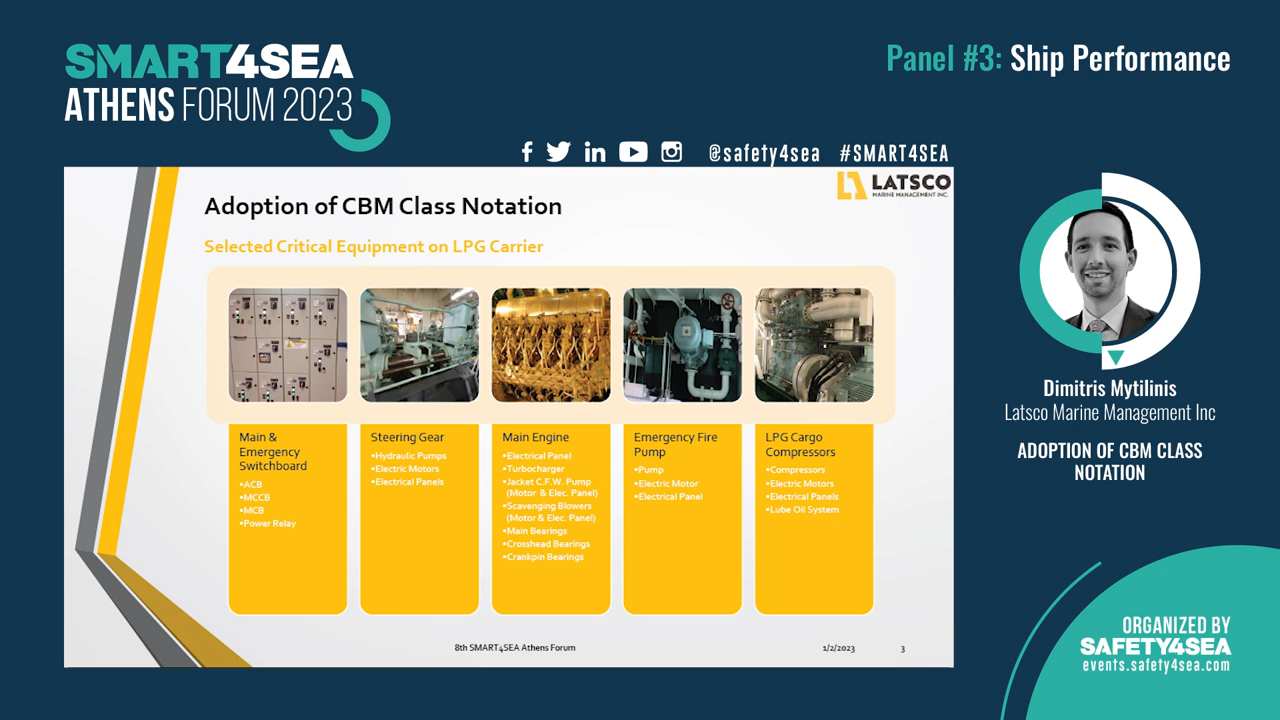 SMART4SEA
ATHENS FORUM 2023
Panel #3: Ship Performance
@safety4sea #SMART4SEA
LATSCO
MARINE MANAGEMENT INC.
Adoption of CBM Class Notation
Selected Critical Equipment on LPG Carrier
Main &
Emergency
Switchboard
•ACB
•MCCB
•MCB
•Power Relay
Steering Gear
•Hydraulic Pumps
•Electric Motors
•Electrical Panels
Main Engine
•Electrical Panel
•Turbocharger
•Jacket C.F.W. Pump
(Motor & Elec. Panel)
•Scavenging Blowers
(Motor & Elec. Panel)
•Main Bearings
•Crosshead Bearings
•Crankpin Bearings
Emergency Fire
Pump
•Pump
•Electric Motor
•Electrical Panel
LPG Cargo
Compressors
•Compressors
•Electric Motors
•Electrical Panels
•Lube Oil System
8th SMART4SEA Athens Forum
1/2/2023
3
Dimitris Mytilinis
Latsco Marine Management Inc
ADOPTION OF CBM CLASS
NOTATION
ORGANIZED BY
SAFETY4SEA
events.safety4sea.com